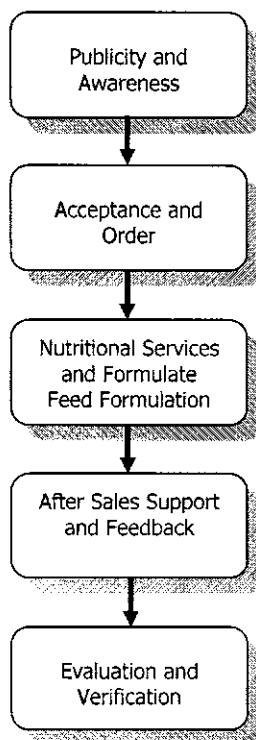 Publicity and
Awareness
Acceptance and
Order
Nutritional Services
and Formulate
Feed Formulation
After Sales Support
and Feedback
Evaluation and
Verification